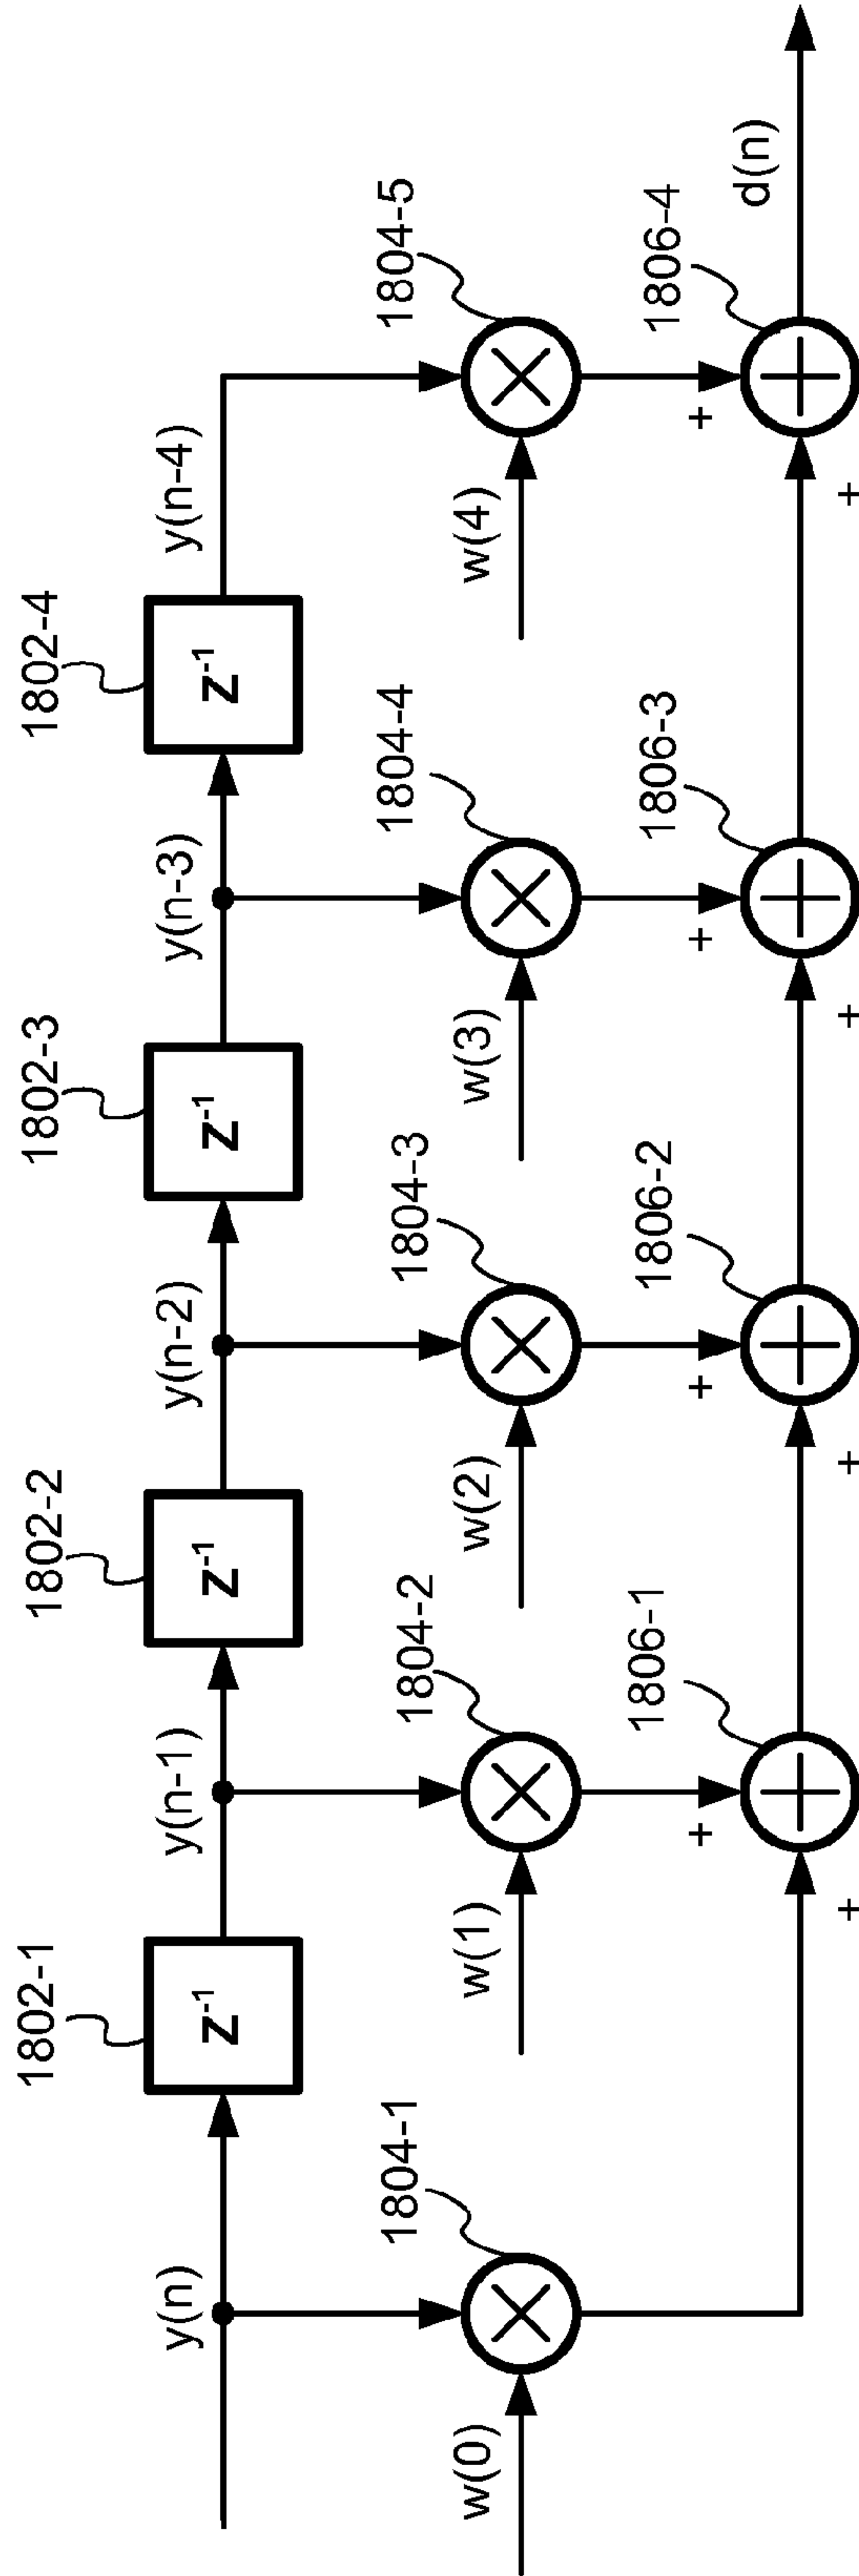 1802-1
1802-2
1802-3
1802-4
y(n)
y(n-1)
y(n-2)
y(n-3)
y(n-4)
Z-1
Z-1
Z-1
Z-1
1804-1
1804-2
1804-3
1804-4
1804-5
w(0)
w(1)
w(2)
w(3)
w(4)
1806-1
1806-2
1806-3
1806-4
d(n)
+
+
+
+
+
+
+
+